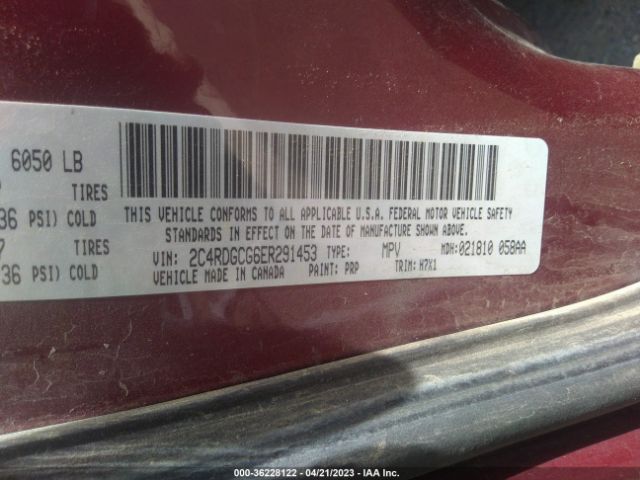 6050 LB
TIRES
36 PSI) COLD
7 TIRES
36 PSI) COLD
THIS VEHICLE CONFORMS TO ALL APPLICABLE U.S.A. FEDERAL MOTOR VEHICLE SAFETY
STANDARDS IN EFFECT ON THE DATE OF MANUFACTURE SHOWN ABOVE.
VIN: 2C4RDGCG6ER291453 TYPE: MPV MDH:021810 058AA
VEHICLE MADE IN CANADA PAINT: PRP TRIM: H7X1
000-36228122 — 04/21/2023 — IAA Inc.